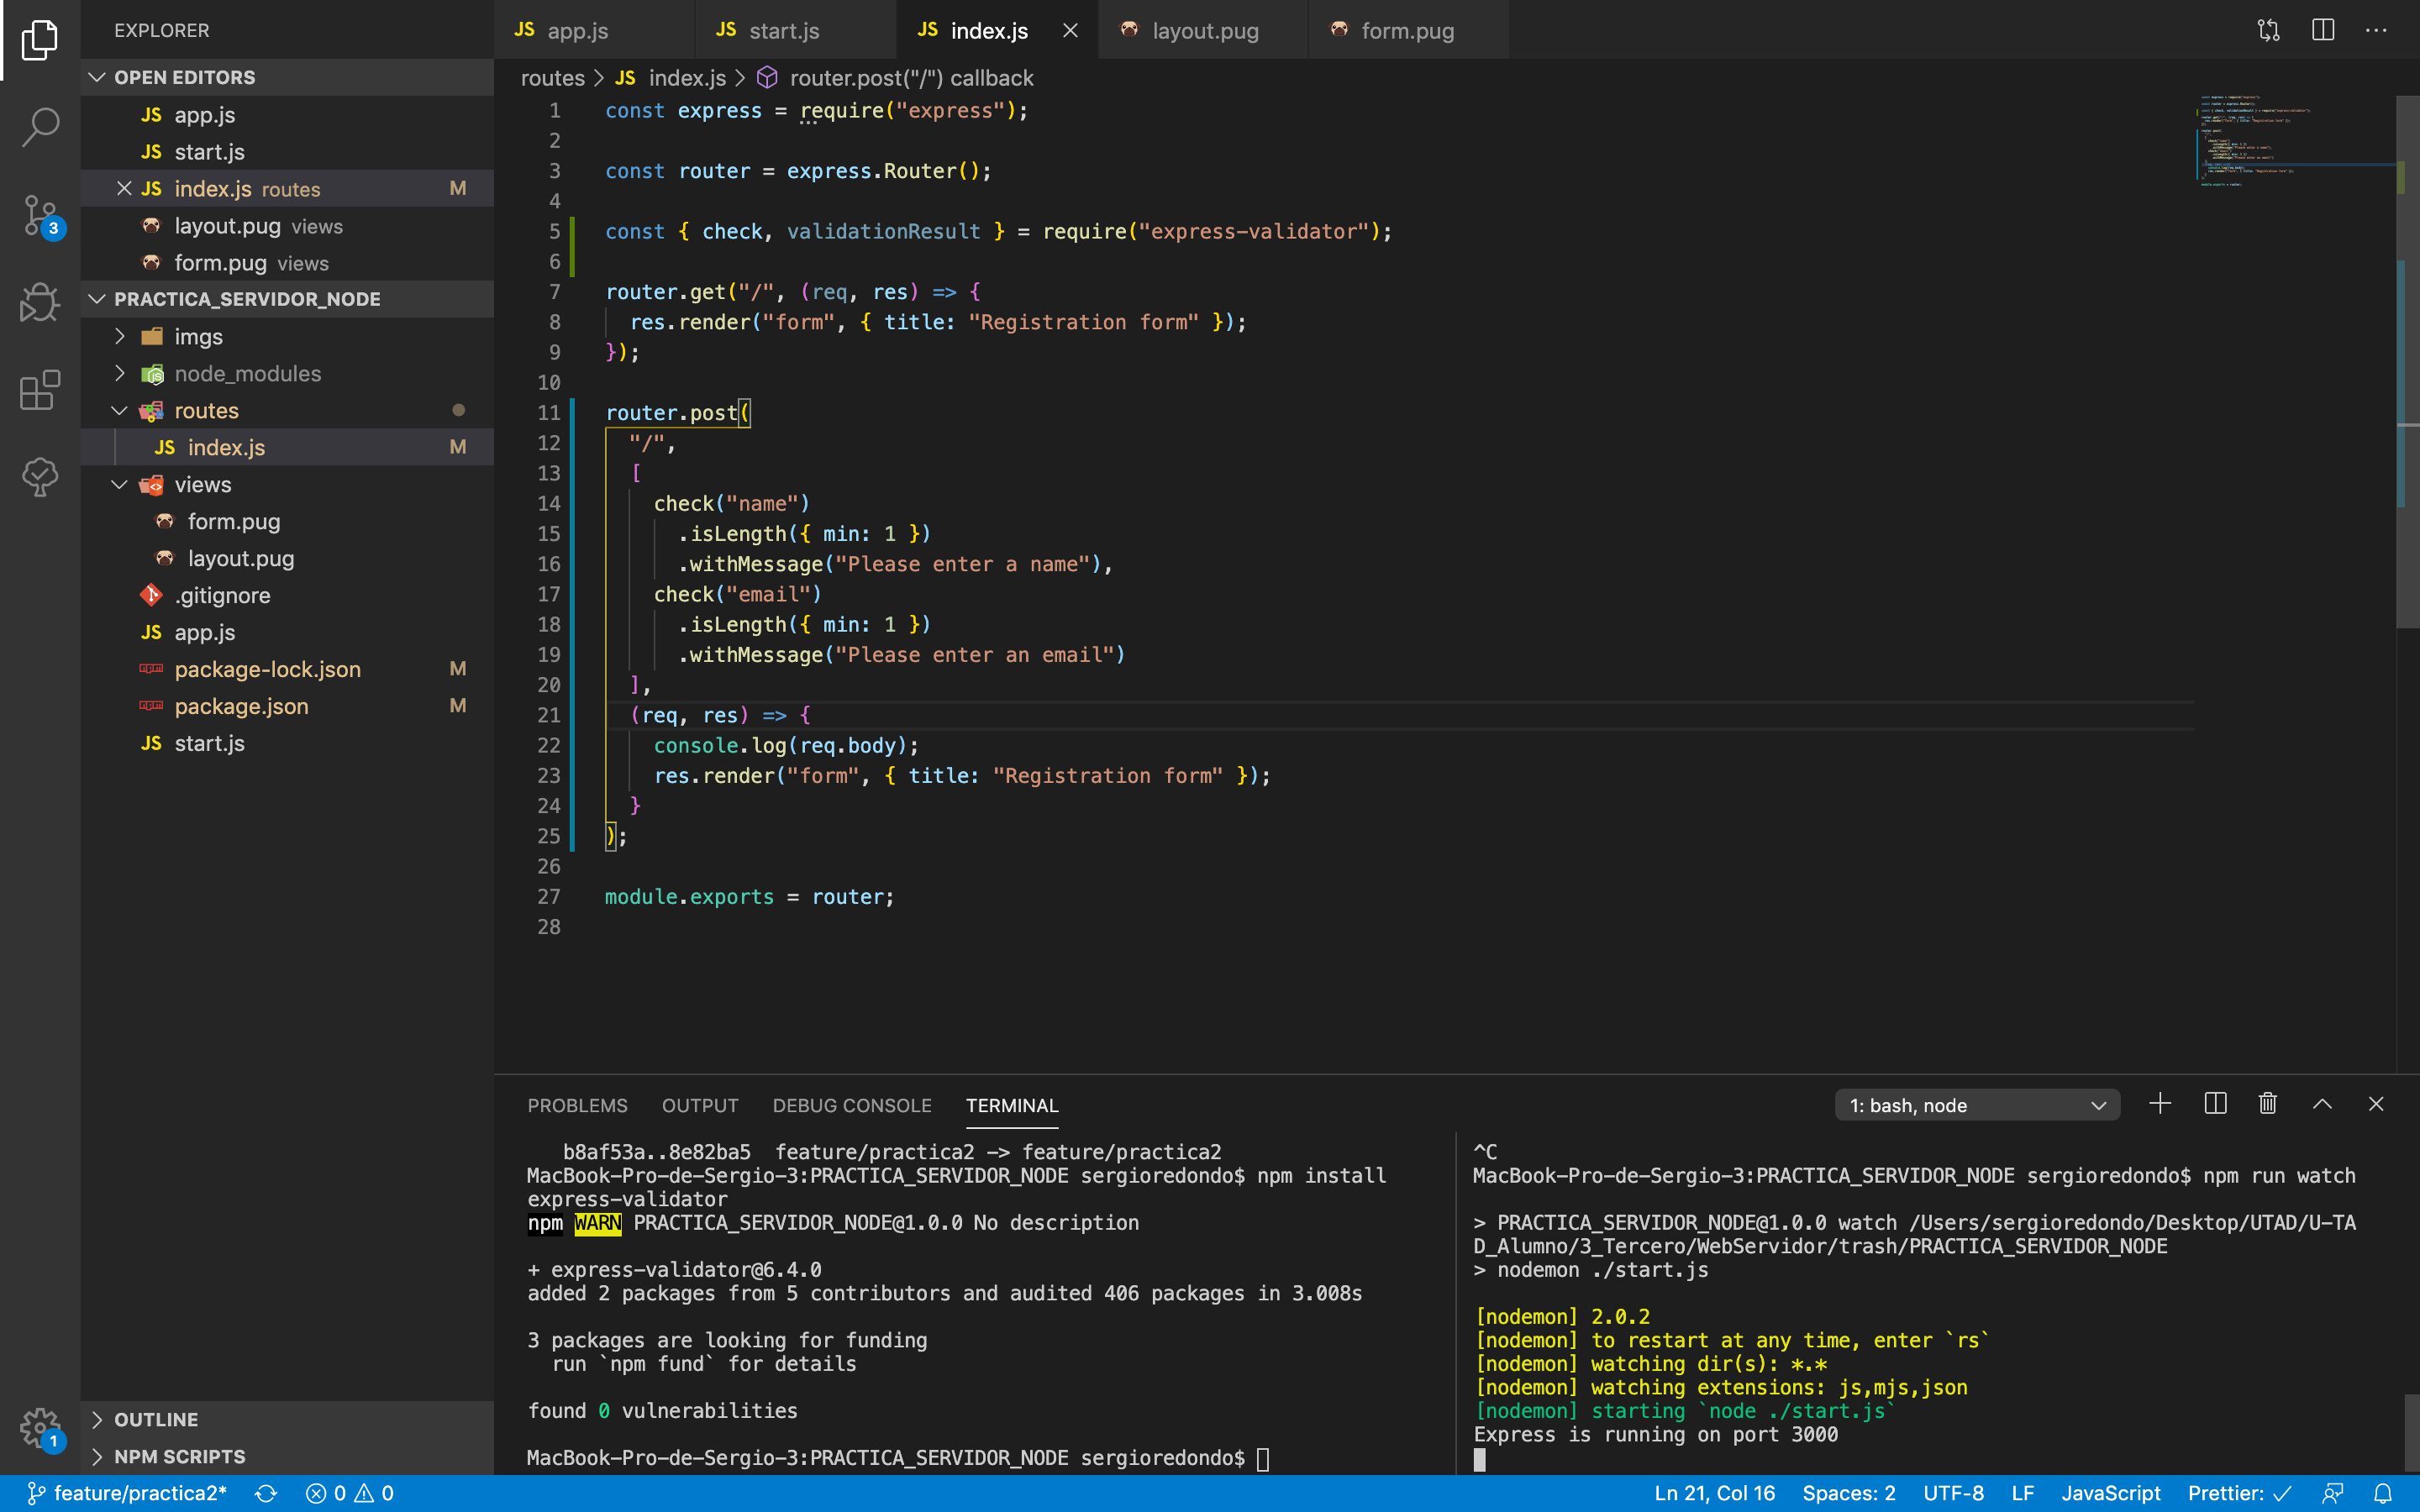 EXPLORER
OPEN EDITORS
JS app.js
JS start.js
JS index.js routes M
layout.pug views
form.pug views
PRACTICA_SERVIDOR_NODE
imgs
node_modules
routes
JS index.js M
views
form.pug
layout.pug
.gitignore
JS app.js
package-lock.json M
package.json M
JS start.js
OUTLINE
NPM SCRIPTS
3
1
JS app.js
JS start.js
JS index.js
layout.pug
form.pug
routes > JS index.js > router.post("/") callback
1 const express = require("express");
2
3 const router = express.Router();
4
5 const { check, validationResult } = require("express-validator");
6
7 router.get("/", (req, res) => {
8 res.render("form", { title: "Registration form" });
9 });
10
11 router.post(
12 "/",
13 [
14 check("name")
15 .isLength({ min: 1 })
16 .withMessage("Please enter a name"),
17 check("email")
18 .isLength({ min: 1 })
19 .withMessage("Please enter an email")
20 ],
21 (req, res) => {
22 console.log(req.body);
23 res.render("form", { title: "Registration form" });
24 }
25 );
26
27 module.exports = router;
28
PROBLEMS OUTPUT DEBUG CONSOLE TERMINAL
1: bash, node
b8af53a..8e82ba5 feature/practica2 -> feature/practica2
MacBook-Pro-de-Sergio-3:PRACTICA_SERVIDOR_NODE sergioredondo$ npm install
express-validator
npm WARN PRACTICA_SERVIDOR_NODE@1.0.0 No description
+ express-validator@6.4.0
added 2 packages from 5 contributors and audited 406 packages in 3.008s
3 packages are looking for funding
run `npm fund` for details
found 0 vulnerabilities
MacBook-Pro-de-Sergio-3:PRACTICA_SERVIDOR_NODE sergioredondo$
^C
MacBook-Pro-de-Sergio-3:PRACTICA_SERVIDOR_NODE sergioredondo$ npm run watch
> PRACTICA_SERVIDOR_NODE@1.0.0 watch /Users/sergioredondo/Desktop/UTAD/U-TA
D_Alumno/3_Tercero/WebServidor/trash/PRACTICA_SERVIDOR_NODE
> nodemon ./start.js
[nodemon] 2.0.2
[nodemon] to restart at any time, enter `rs`
[nodemon] watching dir(s): *.*
[nodemon] watching extensions: js,mjs,json
[nodemon] starting `node ./start.js`
Express is running on port 3000
feature/practica2* 0 0
Ln 21, Col 16 Spaces: 2 UTF-8 LF JavaScript Prettier: ✓